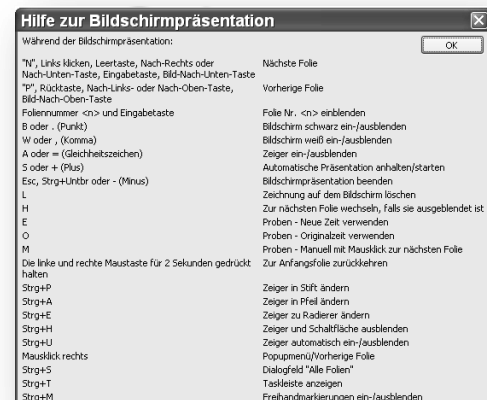 Hilfe zur Bildschirmpräsentation
Während der Bildschirmpräsentation:
OK
"N", Links klicken, Leertaste, Nach-Rechts oder Nächste Folie
Nach-Unten-Taste, Eingabetaste, Bild-Nach-Unten-Taste
"P", Rücktaste, Nach-Links- oder Nach-Oben-Taste, Vorherige Folie
Bild-Nach-Oben-Taste
Foliennummer <n> und Eingabetaste Folie Nr. <n> einblenden
B oder . (Punkt) Bildschirm schwarz ein-/ausblenden
W oder , (Komma) Bildschirm weiß ein-/ausblenden
A oder = (Gleichheitszeichen) Zeiger ein-/ausblenden
S oder + (Plus) Automatische Präsentation anhalten/starten
Esc, Strg+Untbr oder - (Minus) Bildschirmpräsentation beenden
L Zeichnung auf dem Bildschirm löschen
H Zur nächsten Folie wechseln, falls sie ausgeblendet ist
E Proben - Neue Zeit verwenden
O Proben - Originalzeit verwenden
M Proben - Manuell mit Mausklick zur nächsten Folie
Die linke und rechte Maustaste für 2 Sekunden gedrückt Zur Anfangsfolie zurückkehren
halten
Strg+P Zeiger in Stift ändern
Strg+A Zeiger in Pfeil ändern
Strg+E Zeiger zu Radierer ändern
Strg+H Zeiger und Schaltfläche ausblenden
Strg+U Zeiger automatisch ein-/ausblenden
Mausklick rechts Popupmenü/Vorherige Folie
Strg+S Dialogfeld "Alle Folien"
Strg+T Taskleiste anzeigen
Strg+M Freihandmarkierungen ein-/ausblenden